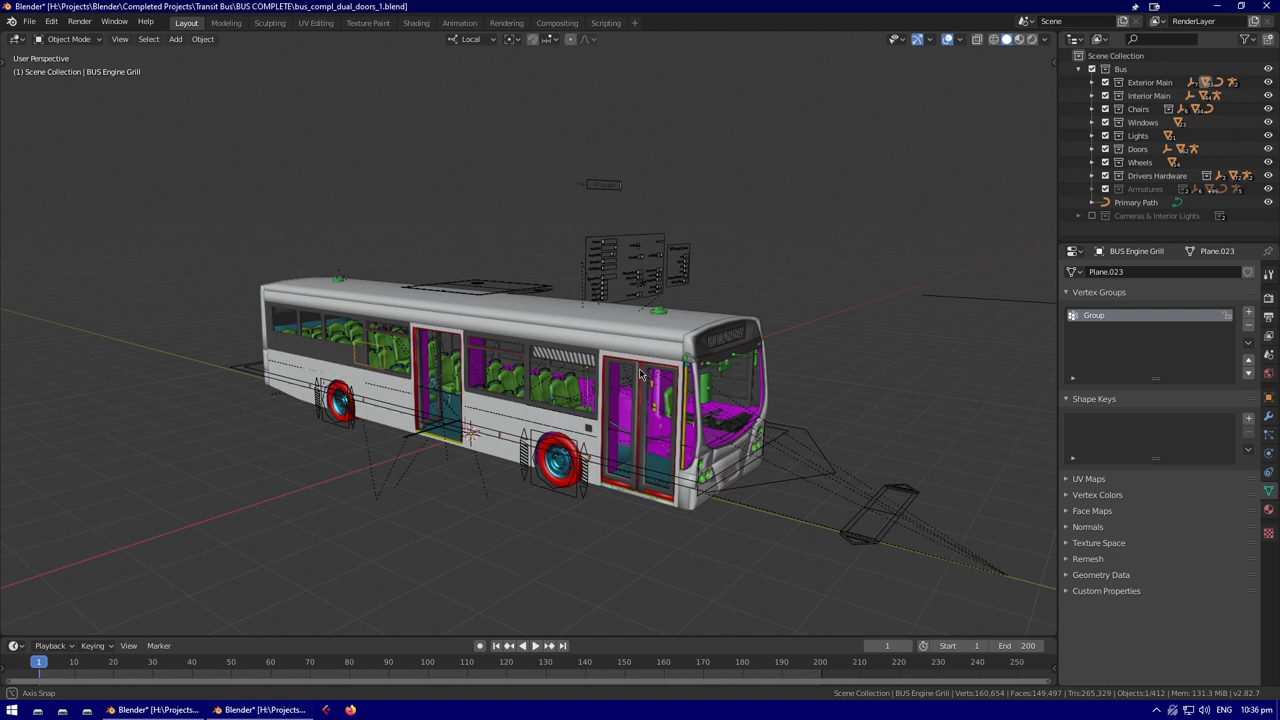 Blender* [H:\Projects\Blender\Completed Projects\Transit Bus\BUS COMPLETE\bus_compl_dual_doors_1.blend]
File Edit Render Window Help Layout Modeling Sculpting UV Editing Texture Paint Shading Animation Rendering Compositing Scripting Scene RenderLayer
Object Mode View Select Add Object Local
User Perspective
(1) Scene Collection | BUS Engine Grill
Scene Collection
Bus
Exterior Main
Interior Main
Chairs
Windows
Lights
Doors
Wheels
Drivers Hardware
Armatures
Primary Path
Cameras & Interior Lights
BUS Engine Grill Plane.023
Plane.023
Vertex Groups
Group
Shape Keys
UV Maps
Vertex Colors
Face Maps
Normals
Texture Space
Remesh
Geometry Data
Custom Properties
Playback Keying View Marker 1 Start 1 End 200
1 10 20 30 40 50 60 70 80 90 100 110 120 130 140 150 160 170 180 190 200 210 220 230 240 250
Axis Snap Scene Collection | BUS Engine Grill | Verts:160,654 | Faces:149,497 | Tris:265,329 | Objects:1/412 | Mem: 131.3 MiB | v2.82.7
Blender* [H:\Projects... Blender* [H:\Projects... ENG 10:36 pm